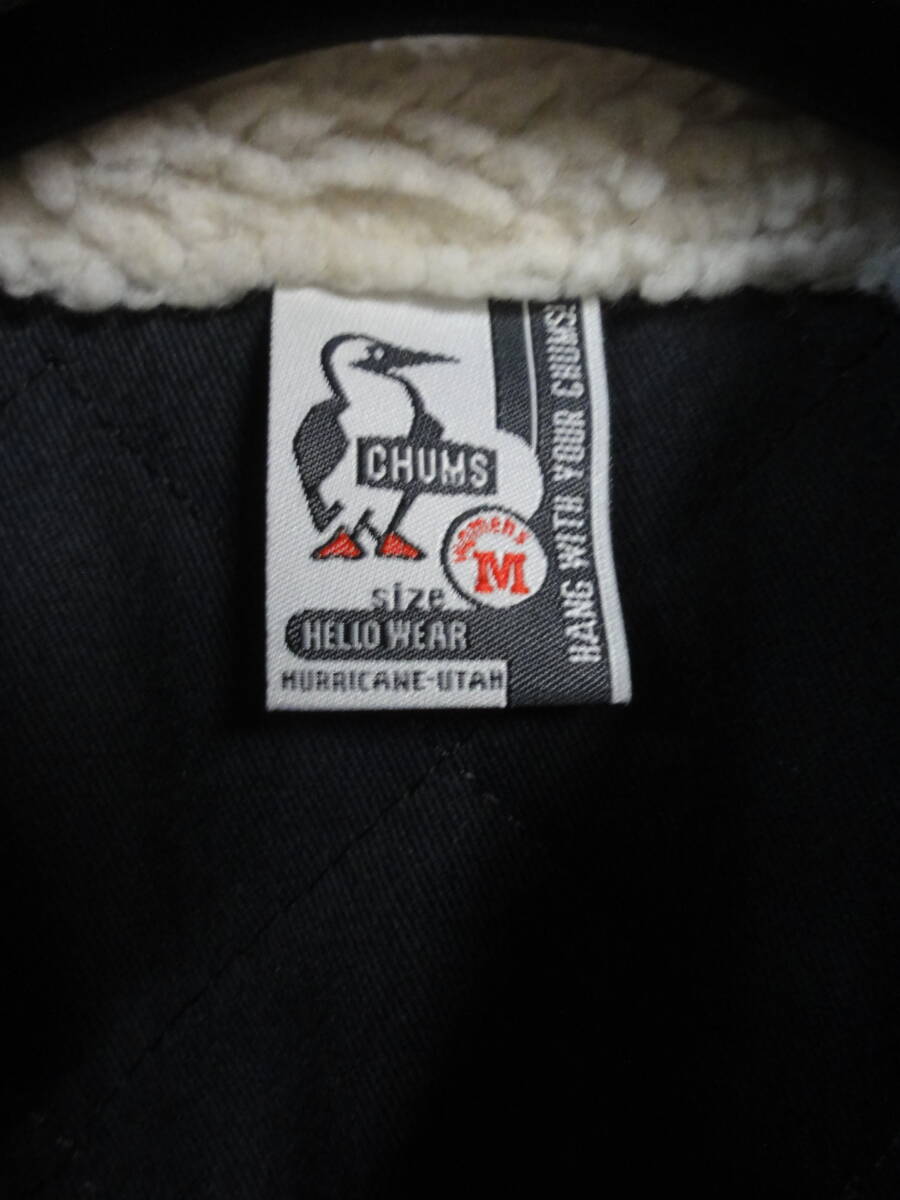 CHUMS
women's
M
size
HELLO WEAR
HURRICANE-UTAH
HANG WITH YOUR CHUMS!